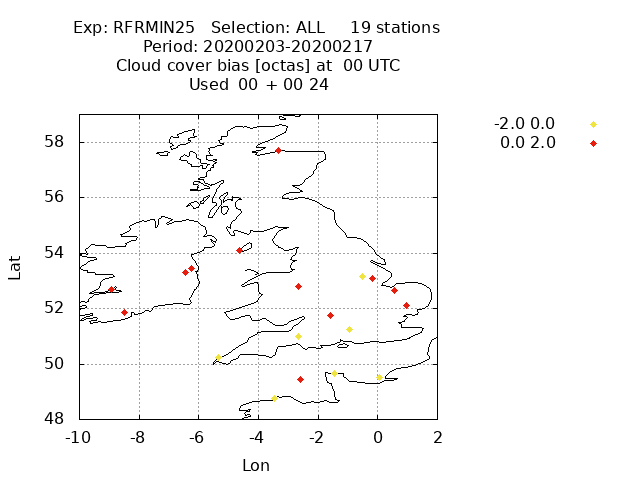 Exp: RFRMIN25 Selection: ALL 19 stations
Period: 20200203-20200217
Cloud cover bias [octas] at 00 UTC
Used 00 + 00 24
-2.0 0.0
0.0 2.0
58
56
54
52
50
48
Lat
-10 -8 -6 -4 -2 0 2
Lon